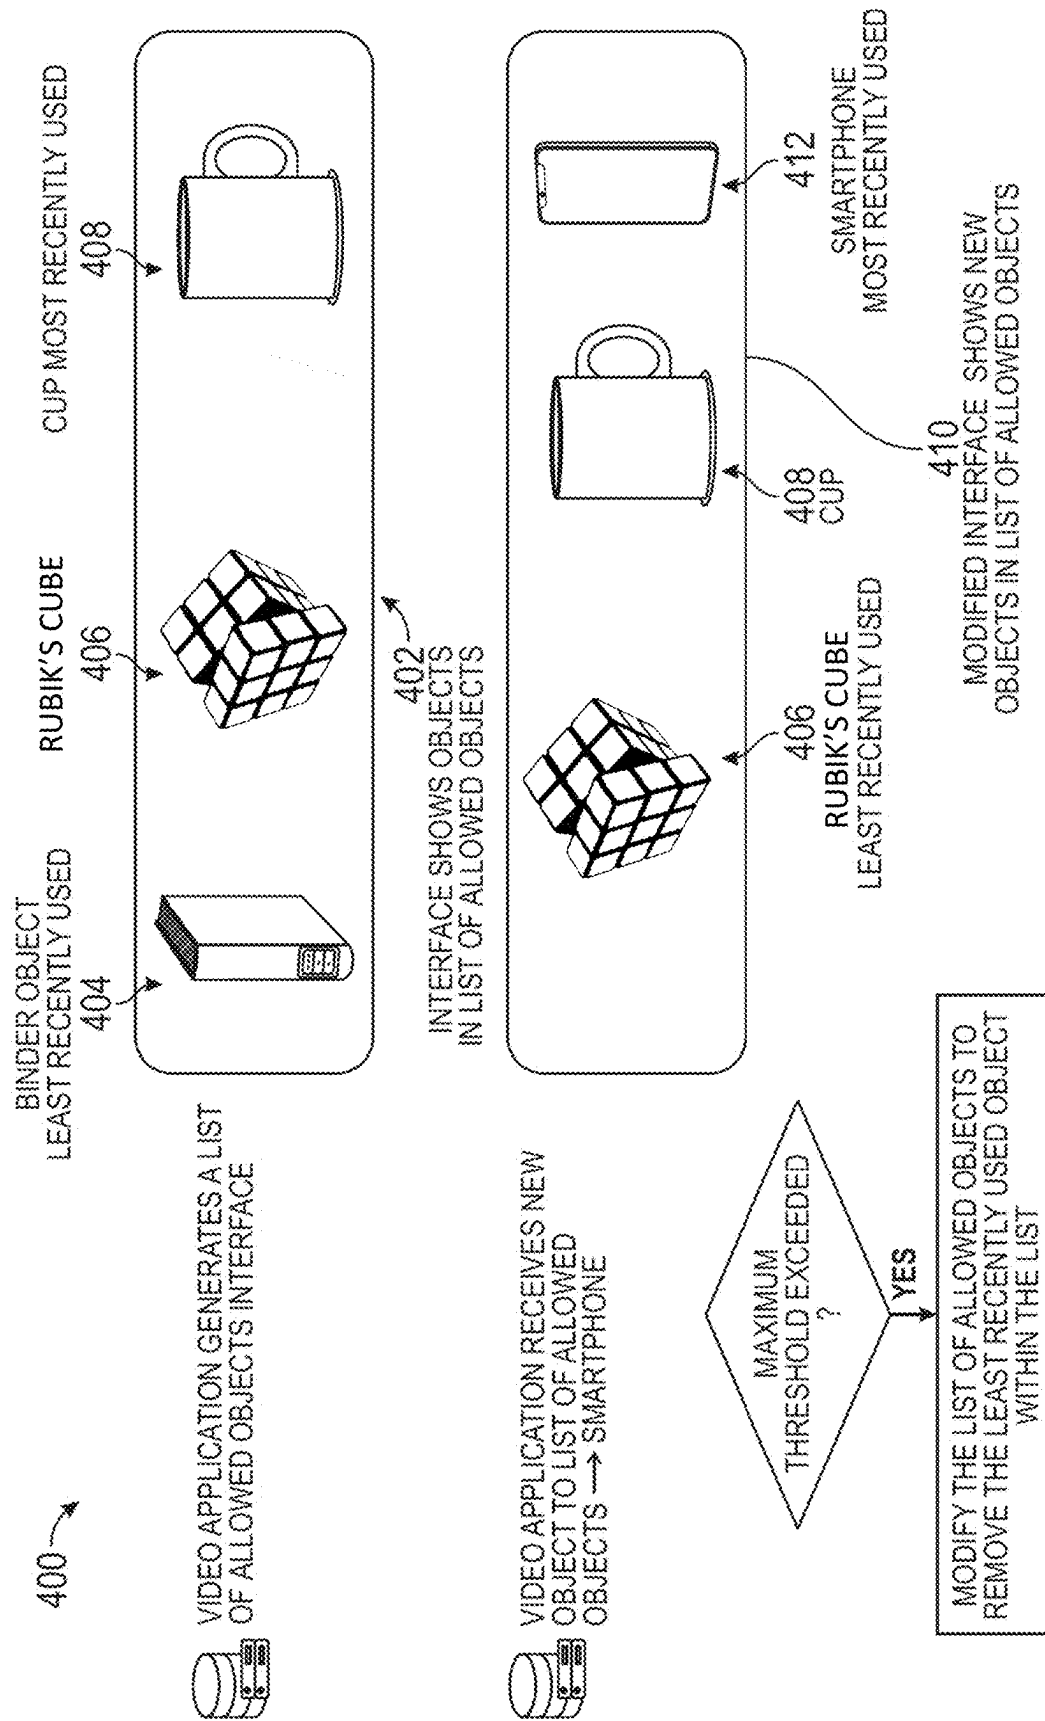 400
VIDEO APPLICATION GENERATES A LIST
OF ALLOWED OBJECTS INTERFACE
BINDER OBJECT
LEAST RECENTLY USED
404
RUBIK'S CUBE
406
CUP MOST RECENTLY USED
408
402
INTERFACE SHOWS OBJECTS
IN LIST OF ALLOWED OBJECTS
VIDEO APPLICATION RECEIVES NEW
OBJECT TO LIST OF ALLOWED
OBJECTS → SMARTPHONE
406
RUBIK'S CUBE
LEAST RECENTLY USED
408
CUP
412
SMARTPHONE
MOST RECENTLY USED
410
MODIFIED INTERFACE SHOWS NEW
OBJECTS IN LIST OF ALLOWED OBJECTS
MAXIMUM
THRESHOLD EXCEEDED
?
YES
MODIFY THE LIST OF ALLOWED OBJECTS TO
REMOVE THE LEAST RECENTLY USED OBJECT
WITHIN THE LIST